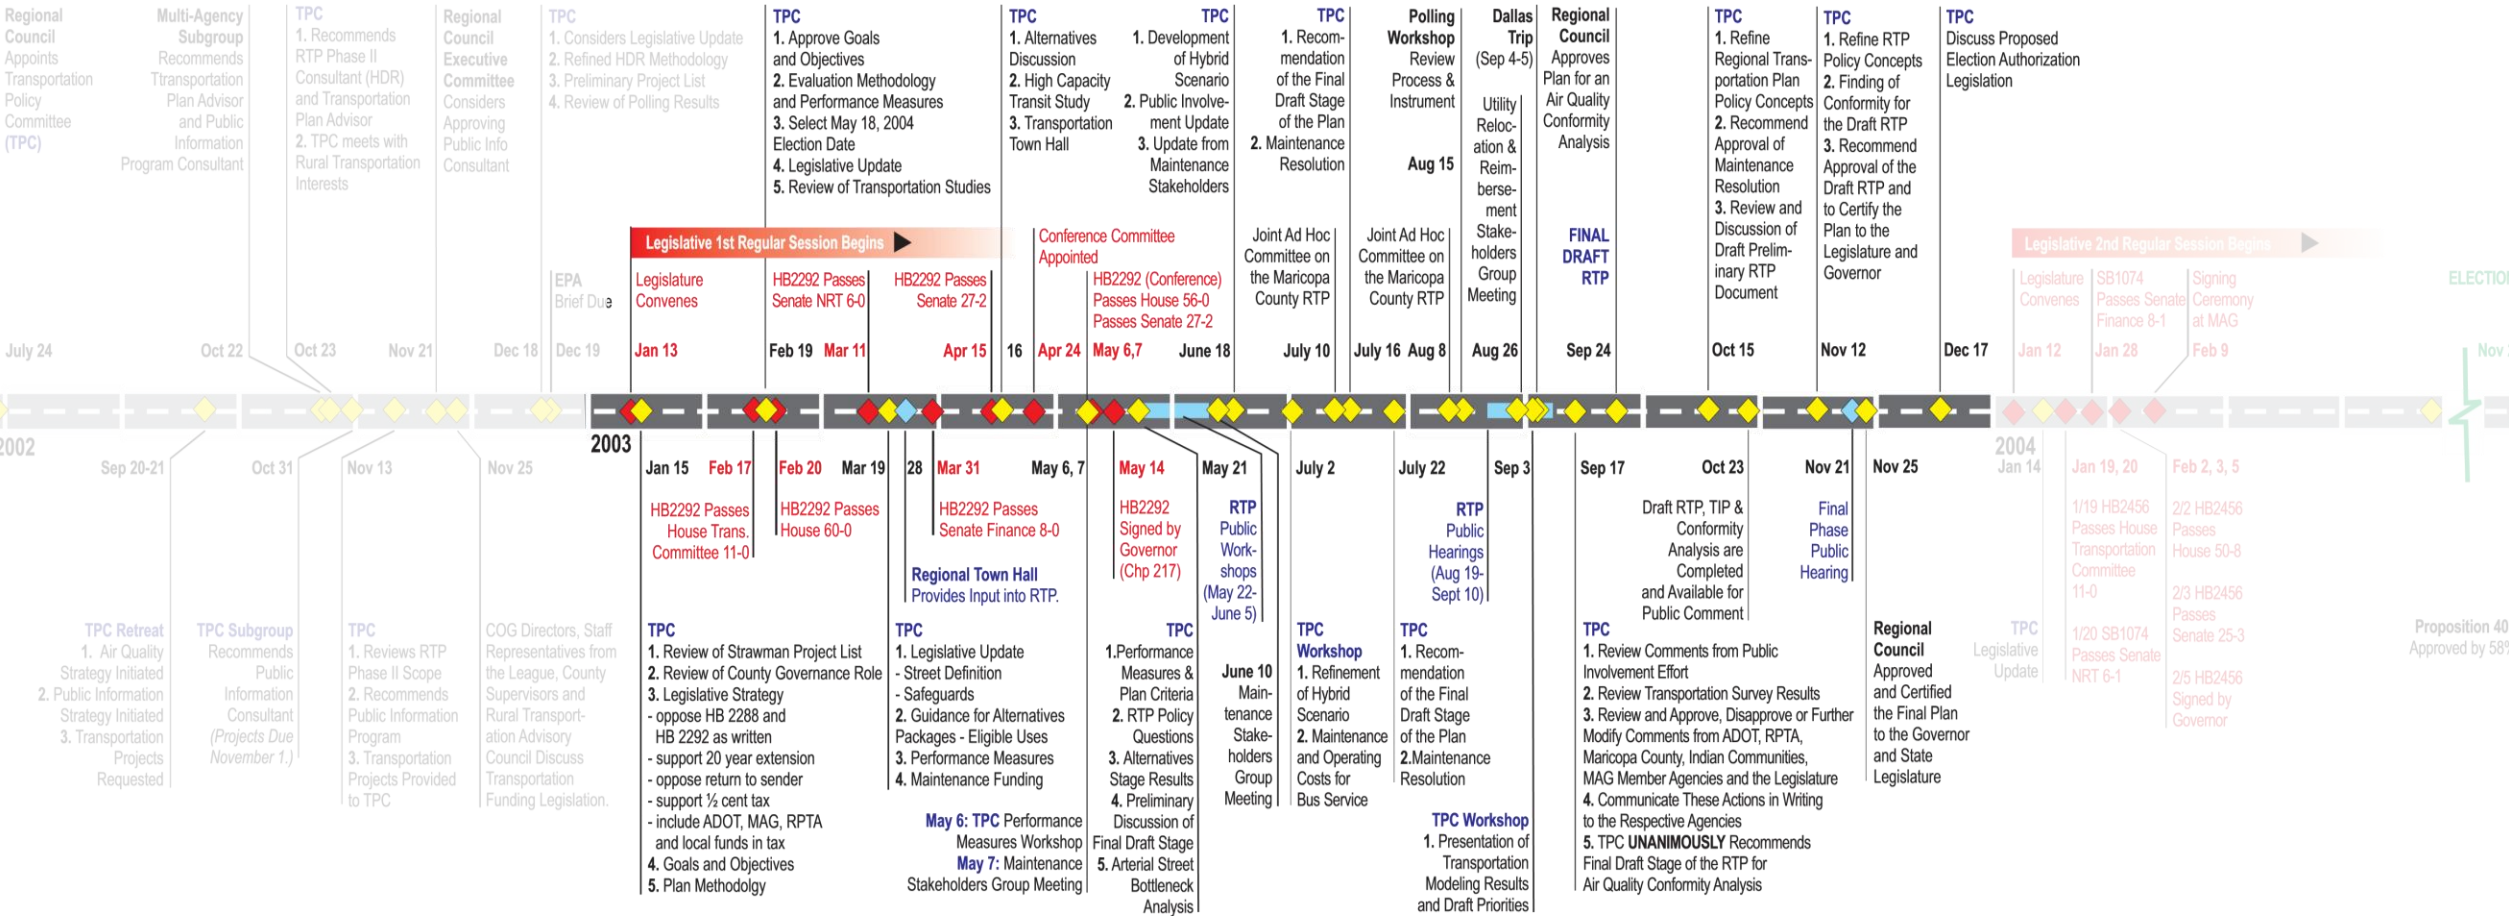 Regional
Council
Appoints
Transportation
Policy
Committee
(TPC)
July 24
Multi-Agency
Subgroup
Recommends
Ttransportation
Plan Advisor
and Public
Information
Program Consultant
Oct 22
TPC
1. Recommends
RTP Phase II
Consultant (HDR)
and Transportation
Plan Advisor
2. TPC meets with
Rural Transportation
Interests
Oct 23
Regional
Council
Executive
Committee
Considers
Approving
Public Info
Consultant
Nov 21
TPC
1. Considers Legislative Update
2. Refined HDR Methodology
3. Preliminary Project List
4. Review of Polling Results
Dec 18
EPA
Brief Due
Dec 19
Legislative 1st Regular Session Begins
Legislature
Convenes
Jan 13
TPC
1. Approve Goals
and Objectives
2. Evaluation Methodology
and Performance Measures
3. Select May 18, 2004
Election Date
4. Legislative Update
5. Review of Transportation Studies
Feb 19
HB2292 Passes
Senate NRT 6-0
Mar 11
HB2292 Passes
Senate 27-2
Apr 15
TPC
1. Alternatives
Discussion
2. High Capacity
Transit Study
3. Transportation
Town Hall
16
Conference Committee
Appointed
Apr 24
HB2292 (Conference)
Passes House 56-0
Passes Senate 27-2
May 6,7
TPC
1. Development
of Hybrid
Scenario
2. Public Involve-
ment Update
3. Update from
Maintenance
Stakeholders
June 18
Joint Ad Hoc
Committee on
the Maricopa
County RTP
July 10
TPC
1. Recom-
mendation
of the Final
Draft Stage
of the Plan
2. Maintenance
Resolution
July 16
Joint Ad Hoc
Committee on
the Maricopa
County RTP
Aug 8
Polling
Workshop
Review
Process &
Instrument
Aug 15
Dallas
Trip
(Sep 4-5)
Utility
Reloc-
ation &
Reim-
berse-
ment
Stake-
holders
Group
Meeting
Aug 26
Regional
Council
Approves
Plan for an
Air Quality
Conformity
Analysis
FINAL
DRAFT
RTP
Sep 24
TPC
1. Refine
Regional Trans-
portation Plan
Policy Concepts
2. Recommend
Approval of
Maintenance
Resolution
3. Review and
Discussion of
Draft Prelim-
inary RTP
Document
Oct 15
TPC
1. Refine RTP
Policy Concepts
2. Finding of
Conformity for
the Draft RTP
3. Recommend
Approval of the
Draft RTP and
to Certify the
Plan to the
Legislature and
Governor
Nov 12
TPC
Discuss Proposed
Election Authorization
Legislation
Dec 17
Legislative 2nd Regular Session Begins
Legislature
Convenes
Jan 12
SB1074
Passes Senate
Finance 8-1
Jan 28
Signing
Ceremony
at MAG
Feb 9
ELECTION
Nov
2002
2003
2004
Sep 20-21
TPC Retreat
1. Air Quality
Strategy Initiated
2. Public Information
Strategy Initiated
3. Transportation
Projects
Requested
Oct 31
TPC Subgroup
Recommends
Public
Information
Consultant
(Projects Due
November 1.)
Nov 13
TPC
1. Reviews RTP
Phase II Scope
2. Recommends
Public Information
Program
3. Transportation
Projects Provided
to TPC
Nov 25
COG Directors, Staff
Representatives from
the League, County
Supervisors and
Rural Transport-
ation Advisory
Council Discuss
Transportation
Funding Legislation.
Jan 15
TPC
1. Review of Strawman Project List
2. Review of County Governance Role
3. Legislative Strategy
- oppose HB 2288 and
HB 2292 as written
- support 20 year extension
- oppose return to sender
- support ½ cent tax
- include ADOT, MAG, RPTA
and local funds in tax
4. Goals and Objectives
5. Plan Methodolgy
Feb 17
HB2292 Passes
House Trans.
Committee 11-0
Feb 20
HB2292 Passes
House 60-0
Mar 19
TPC
1. Legislative Update
- Street Definition
- Safeguards
2. Guidance for Alternatives
Packages - Eligible Uses
3. Performance Measures
4. Maintenance Funding
28
Regional Town Hall
Provides Input into RTP.
Mar 31
HB2292 Passes
Senate Finance 8-0
May 6, 7
May 6: TPC Performance
Measures Workshop
May 7: Maintenance
Stakeholders Group Meeting
May 14
HB2292
Signed by
Governor
(Chp 217)
TPC
1.Performance
Measures &
Plan Criteria
2. RTP Policy
Questions
3. Alternatives
Stage Results
4. Preliminary
Discussion of
Final Draft Stage
5. Arterial Street
Bottleneck
Analysis
May 21
RTP
Public
Work-
shops
(May 22-
June 5)
June 10
Main-
tenance
Stake-
holders
Group
Meeting
July 2
TPC
Workshop
1. Refinement
of Hybrid
Scenario
2. Maintenance
and Operating
Costs for
Bus Service
July 22
TPC
1. Recom-
mendation
of the Final
Draft Stage
of the Plan
2.Maintenance
Resolution
Sep 3
RTP
Public
Hearings
(Aug 19-
Sept 10)
TPC Workshop
1. Presentation of
Transportation
Modeling Results
and Draft Priorities
Sep 17
TPC
1. Review Comments from Public
Involvement Effort
2. Review Transportation Survey Results
3. Review and Approve, Disapprove or Further
Modify Comments from ADOT, RPTA,
Maricopa County, Indian Communities,
MAG Member Agencies and the Legislature
4. Communicate These Actions in Writing
to the Respective Agencies
5. TPC UNANIMOUSLY Recommends
Final Draft Stage of the RTP for
Air Quality Conformity Analysis
Oct 23
Draft RTP, TIP &
Conformity
Analysis are
Completed
and Available for
Public Comment
Nov 21
Final
Phase
Public
Hearing
Nov 25
Regional
Council
Approved
and Certified
the Final Plan
to the Governor
and State
Legislature
Jan 14
TPC
Legislative
Update
Jan 19, 20
1/19 HB2456
Passes House
Transportation
Committee
11-0
1/20 SB1074
Passes Senate
NRT 6-1
Feb 2, 3, 5
2/2 HB2456
Passes
House 50-8
2/3 HB2456
Passes
Senate 25-3
2/5 HB2456
Signed by
Governor
Proposition 40
Approved by 58%